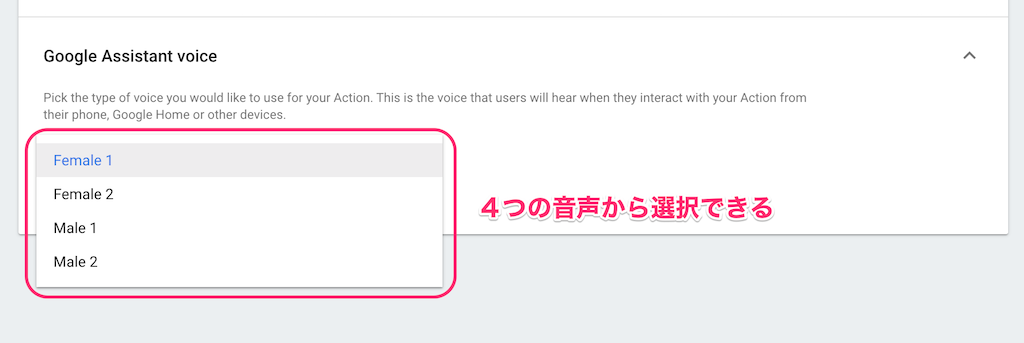 Google Assistant voice
Pick the type of voice you would like to use for your Action. This is the voice that users will hear when they interact with your Action from
their phone, Google Home or other devices.
Female 1
Female 2
４つの音声から選択できる
Male 1
Male 2